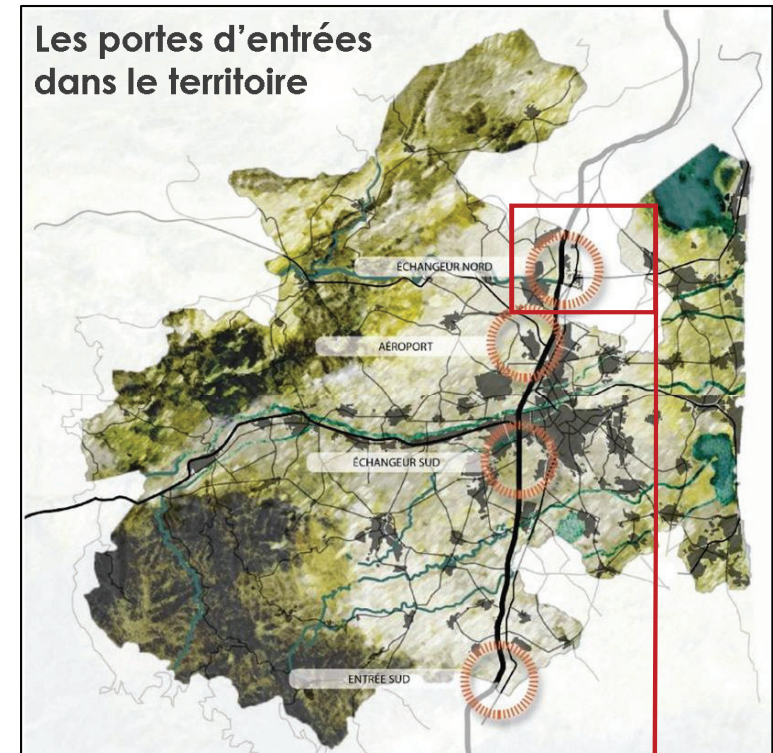 Les portes d'entrées
dans le territoire
ÉCHANGEUR NORD
AÉROPORT
ÉCHANGEUR SUD
ENTRÉE SUD